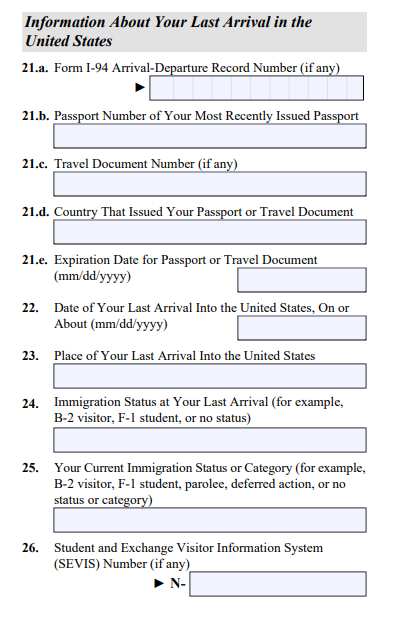 Information About Your Last Arrival in the
United States
21.a. Form I-94 Arrival-Departure Record Number (if any)
►
21.b. Passport Number of Your Most Recently Issued Passport
21.c. Travel Document Number (if any)
21.d. Country That Issued Your Passport or Travel Document
21.e. Expiration Date for Passport or Travel Document
(mm/dd/yyyy)
22. Date of Your Last Arrival Into the United States, On or
About (mm/dd/yyyy)
23. Place of Your Last Arrival Into the United States
24. Immigration Status at Your Last Arrival (for example,
B-2 visitor, F-1 student, or no status)
25. Your Current Immigration Status or Category (for example,
B-2 visitor, F-1 student, parolee, deferred action, or no
status or category)
26. Student and Exchange Visitor Information System
(SEVIS) Number (if any)
► N-